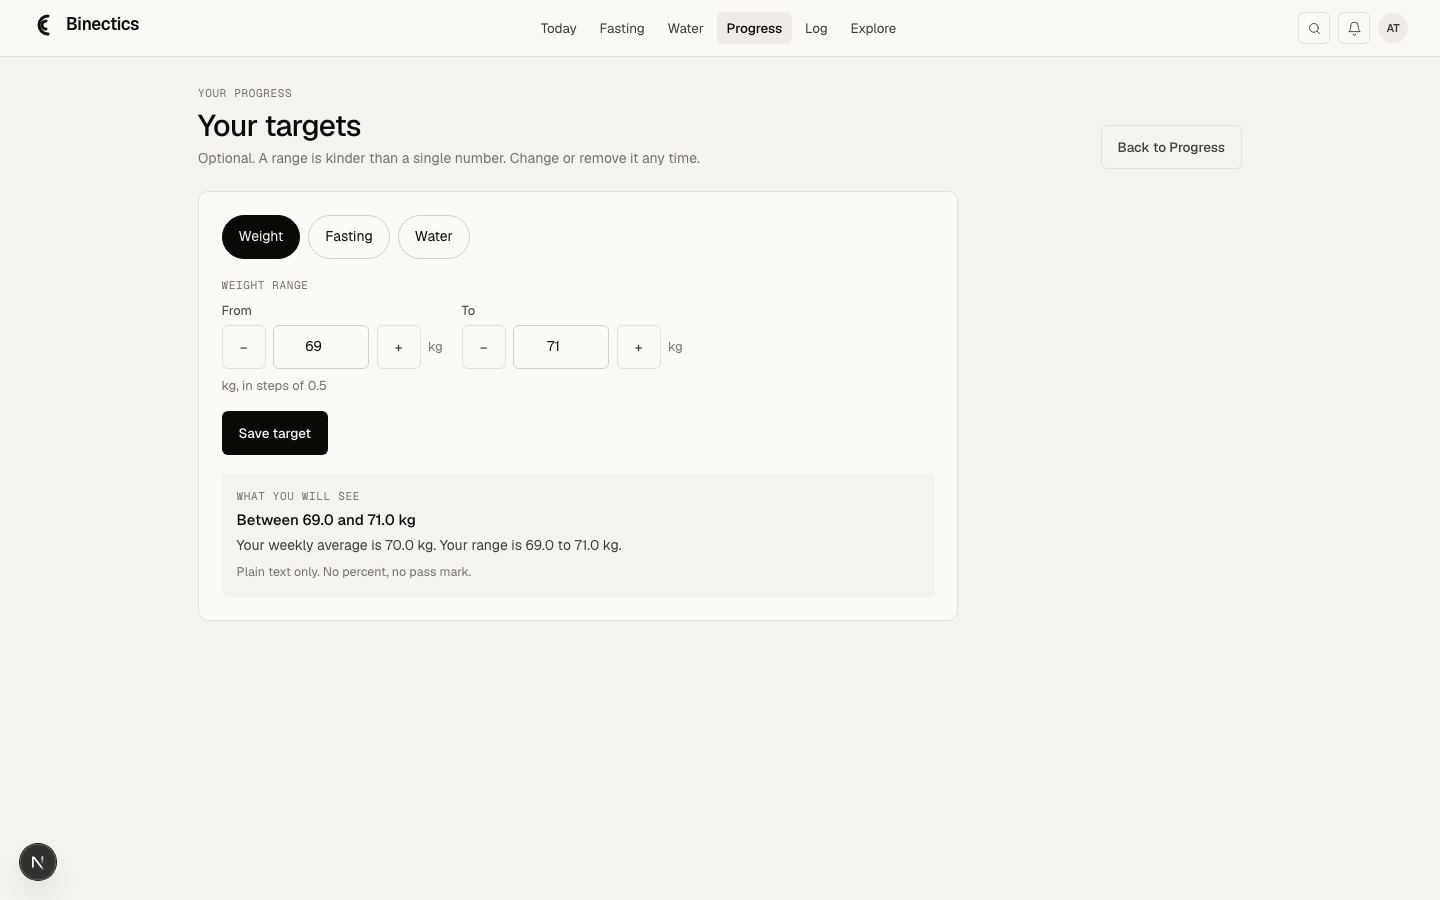 Binectics
Today Fasting Water Progress Log Explore
AT
YOUR PROGRESS
Your targets
Optional. A range is kinder than a single number. Change or remove it any time.
Back to Progress
Weight Fasting Water
WEIGHT RANGE
From To
− 69 + kg − 71 + kg
kg, in steps of 0.5
Save target
WHAT YOU WILL SEE
Between 69.0 and 71.0 kg
Your weekly average is 70.0 kg. Your range is 69.0 to 71.0 kg.
Plain text only. No percent, no pass mark.
N